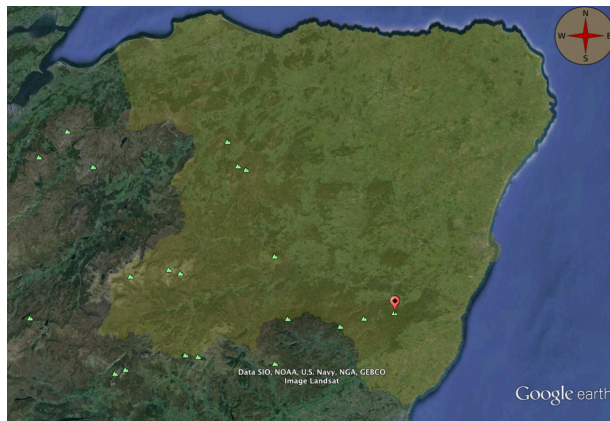 N
W E
S
Data SIO, NOAA, U.S. Navy, NGA, GEBCO
Image Landsat
Google earth